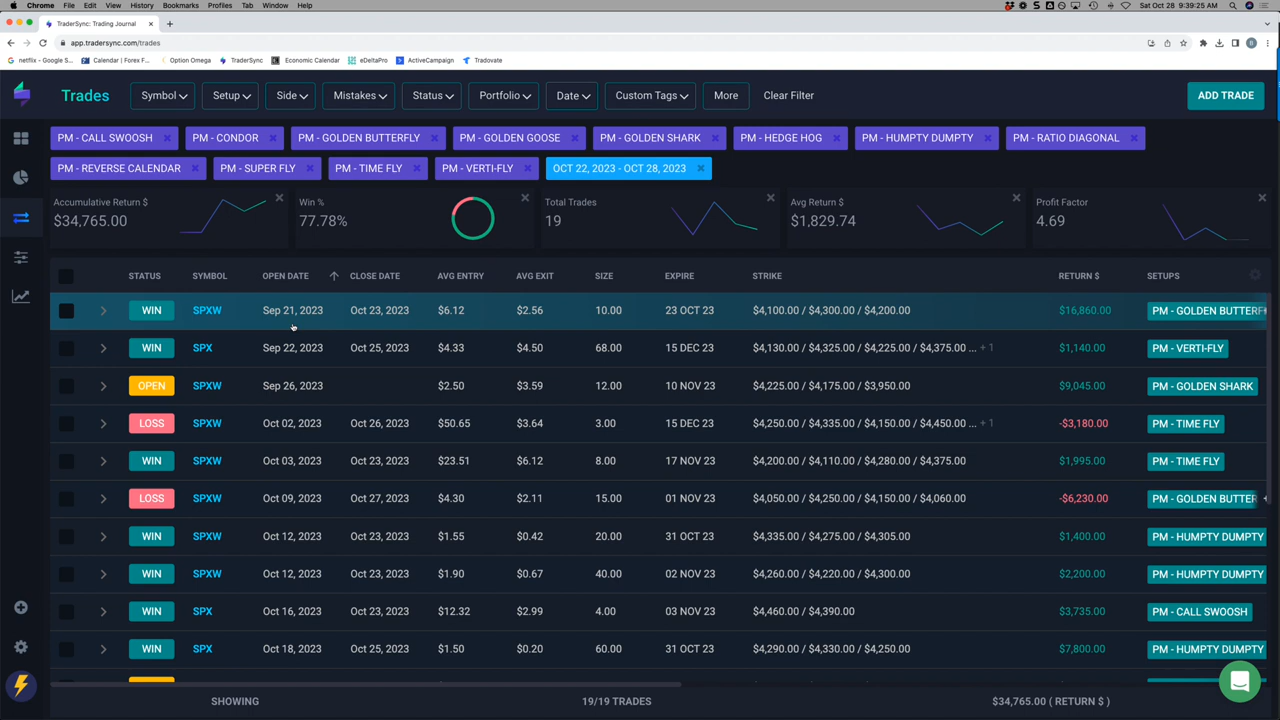 Chrome File Edit View History Bookmarks Profiles Tab Window Help Sat Oct 28 9:39:25 AM
TraderSync: Trading Journal
app.tradersync.com/trades
netflix - Google S... Calendar | Forex F... Option Omega TraderSync Economic Calendar eDeltaPro ActiveCampaign Tradovate
Trades Symbol Setup Side Mistakes Status Portfolio Date Custom Tags More Clear Filter ADD TRADE
PM - CALL SWOOSH × PM - CONDOR × PM - GOLDEN BUTTERFLY × PM - GOLDEN GOOSE × PM - GOLDEN SHARK × PM - HEDGE HOG × PM - HUMPTY DUMPTY × PM - RATIO DIAGONAL ×
PM - REVERSE CALENDAR × PM - SUPER FLY × PM - TIME FLY × PM - VERTI-FLY × OCT 22, 2023 - OCT 28, 2023 ×
Accumulative Return $ Win % Total Trades Avg Return $ Profit Factor
$34,765.00 77.78% 19 $1,829.74 4.69
STATUS SYMBOL OPEN DATE CLOSE DATE AVG ENTRY AVG EXIT SIZE EXPIRE STRIKE RETURN $ SETUPS
WIN SPXW Sep 21, 2023 Oct 23, 2023 $6.12 $2.56 10.00 23 OCT 23 $4,100.00 / $4,300.00 / $4,200.00 $16,860.00 PM - GOLDEN BUTTERF
WIN SPX Sep 22, 2023 Oct 25, 2023 $4.33 $4.50 68.00 15 DEC 23 $4,130.00 / $4,325.00 / $4,225.00 / $4,375.00 ... + 1 $1,140.00 PM - VERTI-FLY
OPEN SPXW Sep 26, 2023 $2.50 $3.59 12.00 10 NOV 23 $4,225.00 / $4,175.00 / $3,950.00 $9,045.00 PM - GOLDEN SHARK
LOSS SPXW Oct 02, 2023 Oct 26, 2023 $50.65 $3.64 3.00 15 DEC 23 $4,250.00 / $4,335.00 / $4,150.00 / $4,450.00 ... + 1 -$3,180.00 PM - TIME FLY
WIN SPXW Oct 03, 2023 Oct 23, 2023 $23.51 $6.12 8.00 17 NOV 23 $4,200.00 / $4,110.00 / $4,280.00 / $4,375.00 $1,995.00 PM - TIME FLY
LOSS SPXW Oct 09, 2023 Oct 27, 2023 $4.30 $2.11 15.00 01 NOV 23 $4,050.00 / $4,250.00 / $4,150.00 / $4,060.00 -$6,230.00 PM - GOLDEN BUTTER +
WIN SPXW Oct 12, 2023 Oct 23, 2023 $1.55 $0.42 20.00 31 OCT 23 $4,335.00 / $4,275.00 / $4,305.00 $1,400.00 PM - HUMPTY DUMPTY
WIN SPXW Oct 12, 2023 Oct 23, 2023 $1.90 $0.67 40.00 02 NOV 23 $4,260.00 / $4,220.00 / $4,300.00 $2,200.00 PM - HUMPTY DUMPTY
WIN SPX Oct 16, 2023 Oct 23, 2023 $12.32 $2.99 4.00 03 NOV 23 $4,460.00 / $4,390.00 $3,735.00 PM - CALL SWOOSH
WIN SPX Oct 18, 2023 Oct 25, 2023 $1.50 $0.20 60.00 31 OCT 23 $4,290.00 / $4,330.00 / $4,250.00 $7,800.00 PM - HUMPTY DUMPTY
SHOWING 19/19 TRADES $34,765.00 ( RETURN $ )